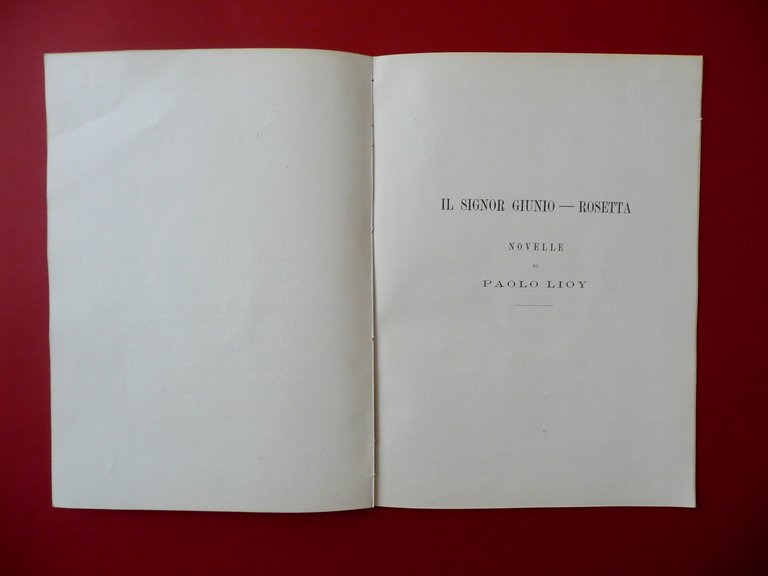 IL SIGNOR GIUNIO — ROSETTA
NOVELLE
DI
PAOLO LIOY